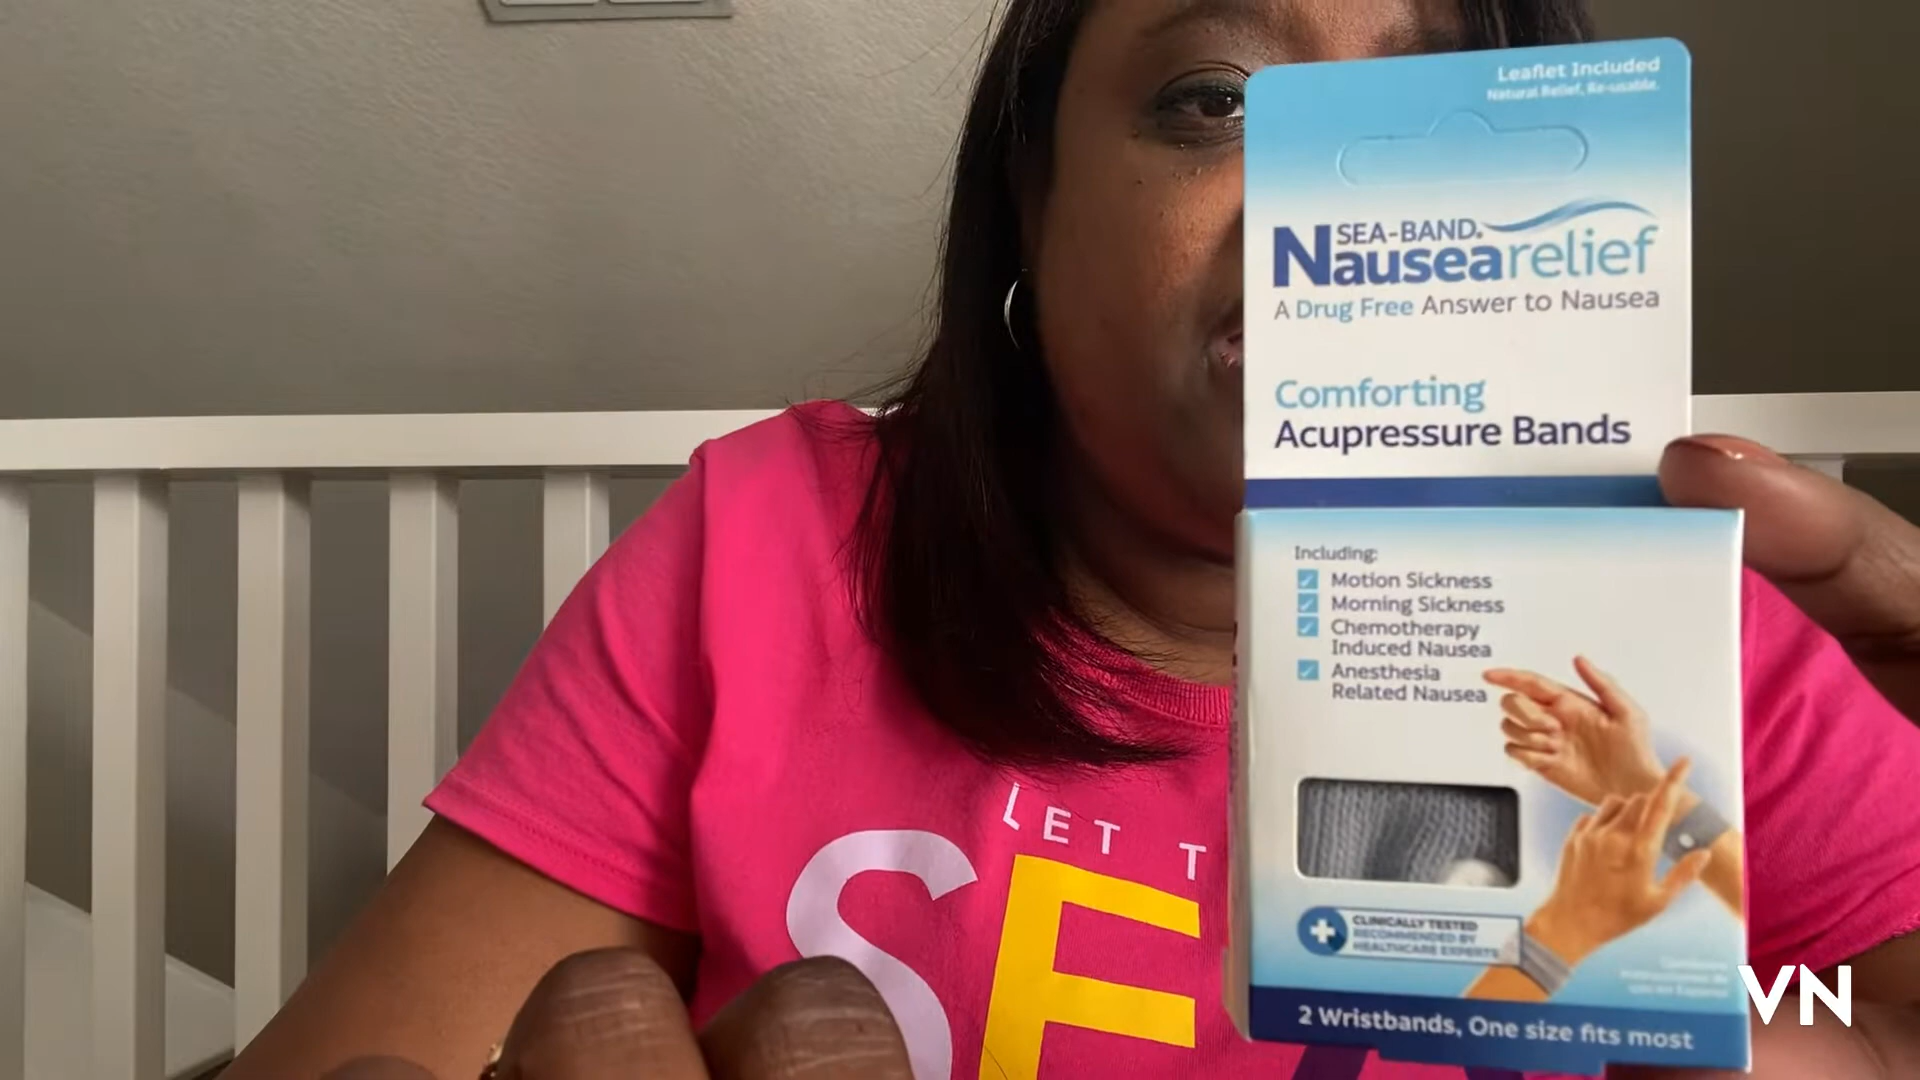 Leaflet Included
Natural Relief, Re-usable.
SEA-BAND.
Nausearelief
A Drug Free Answer to Nausea
Comforting
Acupressure Bands
Including:
Motion Sickness
Morning Sickness
Chemotherapy
Induced Nausea
Anesthesia
Related Nausea
CLINICALLY TESTED
RECOMMENDED BY
HEALTHCARE EXPERTS
2 Wristbands, One size fits most
LET T
SEA
VN